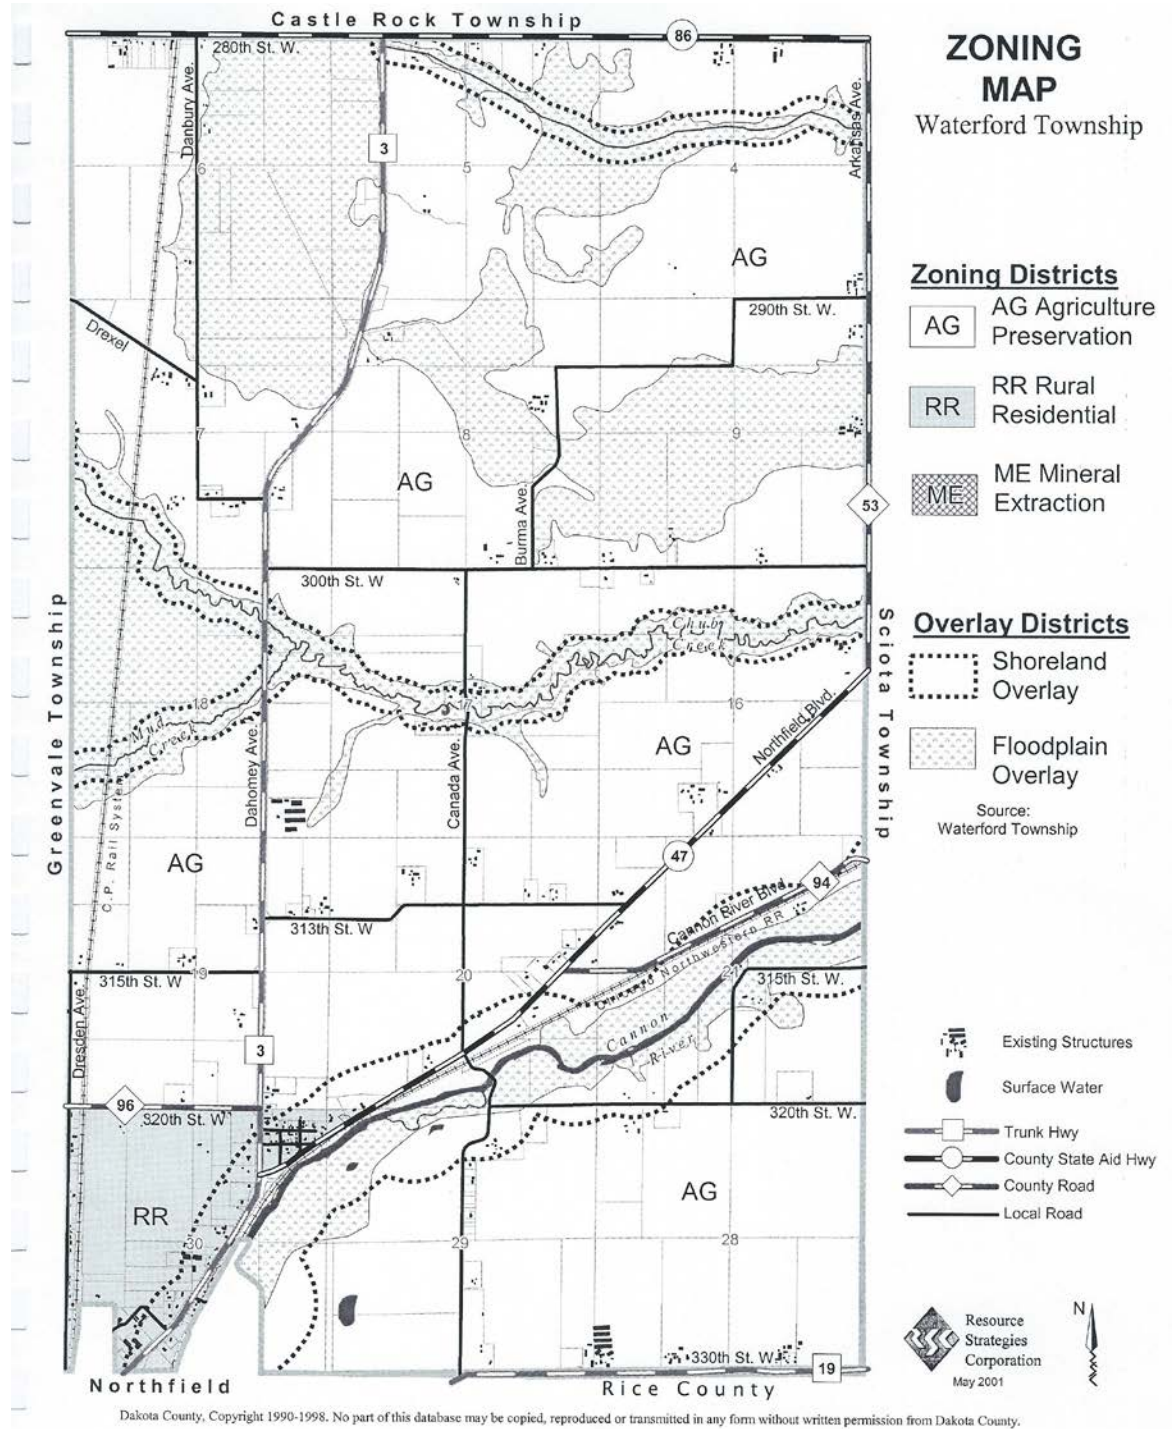 Castle Rock Township
86
280th St. W.
Danbury Ave.
3
Arkansas Ave.
6
5
4
AG
290th St. W.
Drexel
7
8
9
AG
Burma Ave.
53
300th St. W
Chub
Creek
Greenvale Township
Sciota Township
18
17
16
Mud
Creek
Northfield Blvd.
AG
Dahomey Ave.
Canada Ave.
C.P. Rail System
47
AG
94
Cannon River Blvd
313th St. W
Chicago Northwestern RR
19
20
21
315th St. W
315th St. W.
Dresden Ave.
Cannon
River
3
96
320th St. W
320th St. W.
AG
RR
30
29
28
330th St. W.
19
Northfield
Rice County
ZONING
MAP
Waterford Township
Zoning Districts
AG
AG Agriculture
Preservation
RR
RR Rural
Residential
ME
ME Mineral
Extraction
Overlay Districts
Shoreland
Overlay
Floodplain
Overlay
Source:
Waterford Township
Existing Structures
Surface Water
Trunk Hwy
County State Aid Hwy
County Road
Local Road
Resource
Strategies
Corporation
May 2001
N
Dakota County, Copyright 1990-1998. No part of this database may be copied, reproduced or transmitted in any form without written permission from Dakota County.